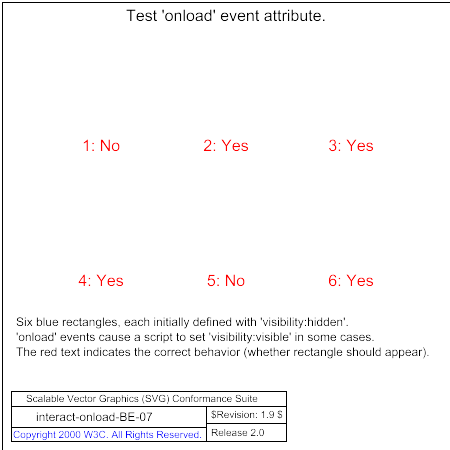 Test 'onload' event attribute.
1: No
2: Yes
3: Yes
4: Yes
5: No
6: Yes
Six blue rectangles, each initially defined with 'visibility:hidden'.
'onload' events cause a script to set 'visibility:visible' in some cases.
The red text indicates the correct behavior (whether rectangle should appear).
Scalable Vector Graphics (SVG) Conformance Suite
interact-onload-BE-07
$Revision: 1.9 $
Copyright 2000 W3C. All Rights Reserved.
Release 2.0